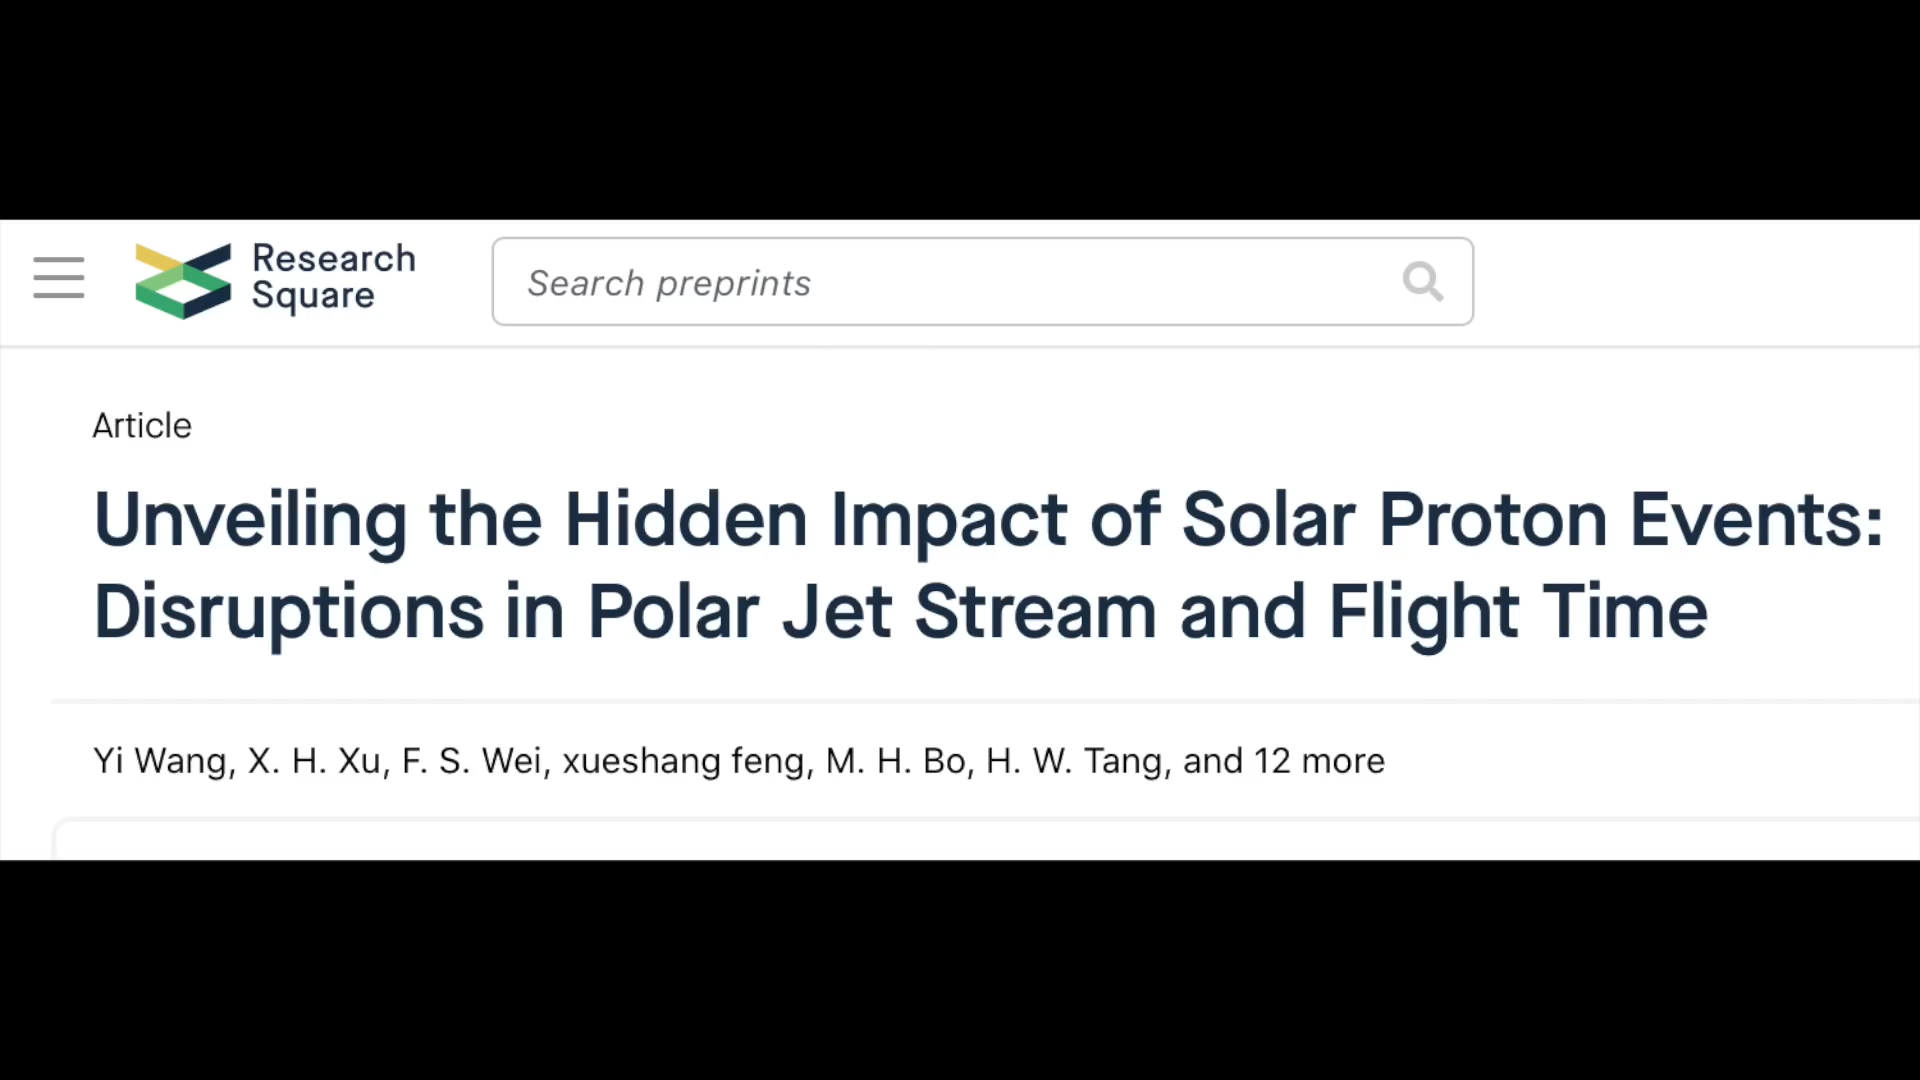 Research
Square
Search preprints
Article
Unveiling the Hidden Impact of Solar Proton Events:
Disruptions in Polar Jet Stream and Flight Time
Yi Wang, X. H. Xu, F. S. Wei, xueshang feng, M. H. Bo, H. W. Tang, and 12 more